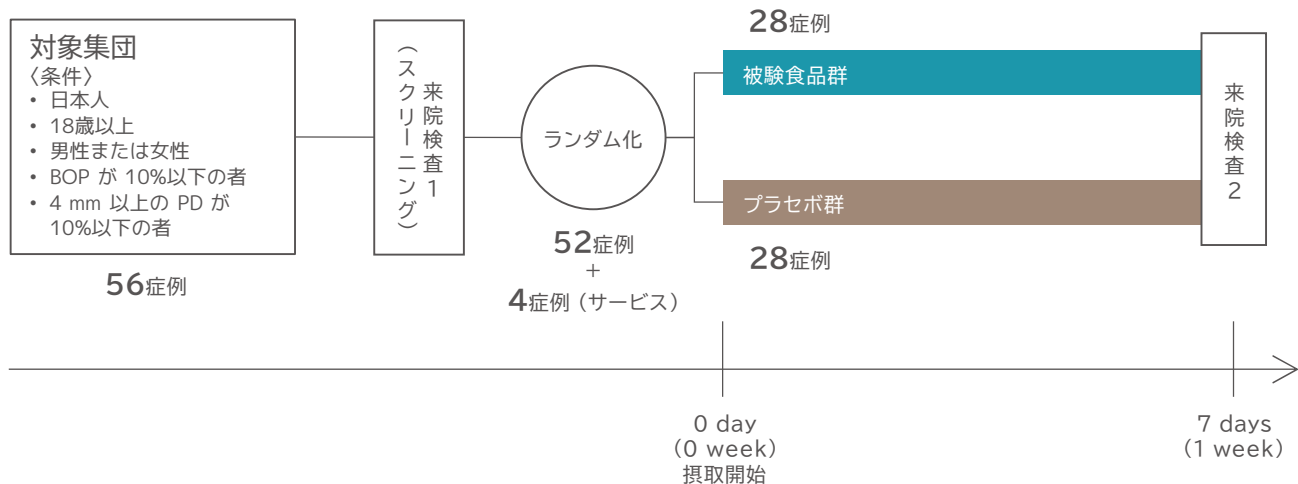 対象集団
〈条件〉
• 日本人
• 18歳以上
• 男性または女性
• BOP が 10%以下の者
• 4 mm 以上の PD が
10%以下の者
56症例
来院検査1
（スクリーニング）
ランダム化
52症例
+
4症例（サービス）
28症例
被験食品群
プラセボ群
28症例
来院検査2
0 day
(0 week)
摂取開始
7 days
(1 week)